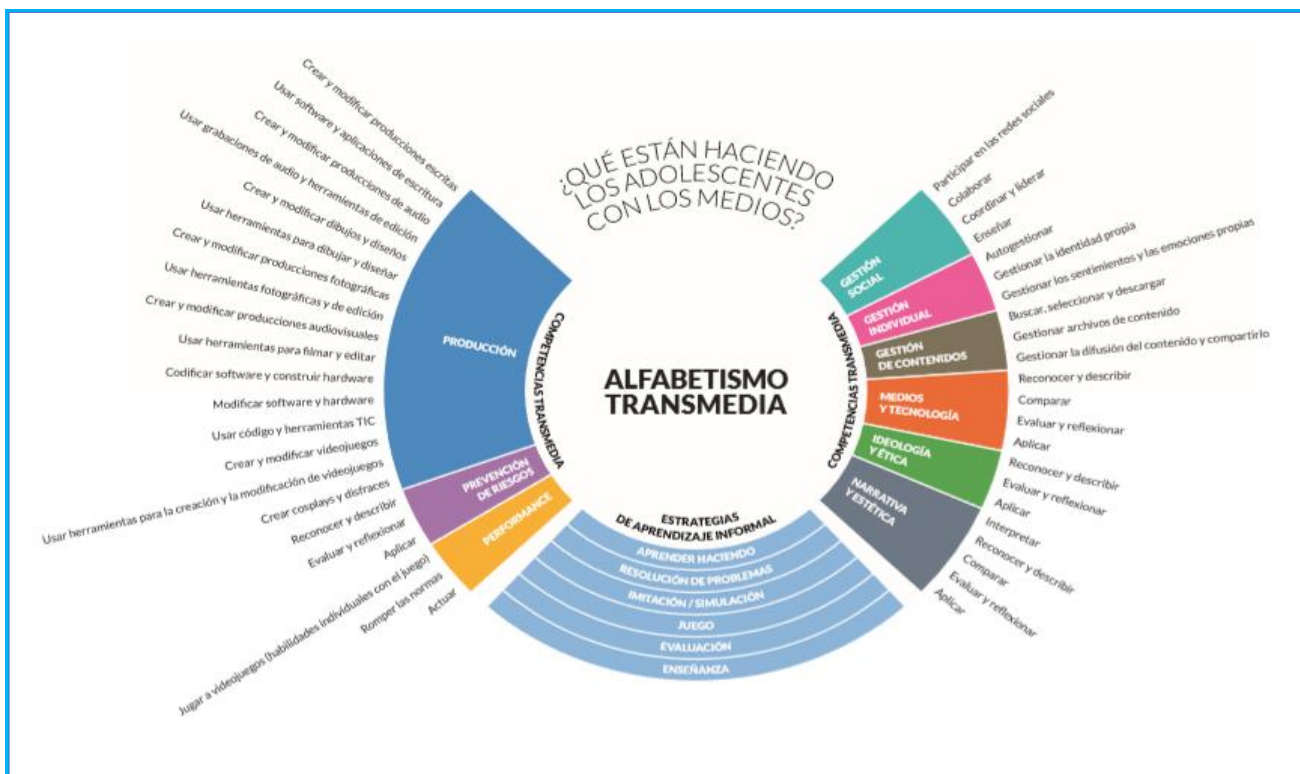 ¿QUÉ ESTÁN HACIENDO
LOS ADOLESCENTES
CON LOS MEDIOS?
ALFABETISMO
TRANSMEDIA
COMPETENCIAS TRANSMEDIA
PRODUCCIÓN
Crear y modificar producciones escritas
Usar software y aplicaciones de escritura
Crear y modificar producciones de audio
Usar grabaciones de audio y herramientas de edición
Crear y modificar dibujos y diseños
Usar herramientas para dibujar y diseñar
Crear y modificar producciones fotográficas
Usar herramientas fotográficas y de edición
Crear y modificar producciones audiovisuales
Usar herramientas para filmar y editar
Codificar software y construir hardware
Modificar software y hardware
Usar código y herramientas TIC
Crear y modificar videojuegos
Usar herramientas para la creación y la modificación de videojuegos
Crear cosplays y disfraces
PREVENCIÓN
DE RIESGOS
Reconocer y describir
Evaluar y reflexionar
Aplicar
PERFORMANCE
Jugar a videojuegos (habilidades individuales con el juego)
Romper las normas
Actuar
COMPETENCIAS TRANSMEDIA
GESTIÓN
SOCIAL
Participar en las redes sociales
Colaborar
Coordinar y liderar
Enseñar
GESTIÓN
INDIVIDUAL
Autogestionar
Gestionar la identidad propia
Gestionar los sentimientos y las emociones propias
GESTIÓN
DE CONTENIDOS
Buscar, seleccionar y descargar
Gestionar archivos de contenido
Gestionar la difusión del contenido y compartirlo
MEDIOS
Y TECNOLOGÍA
Reconocer y describir
Comparar
Evaluar y reflexionar
Aplicar
IDEOLOGÍA
Y ÉTICA
Reconocer y describir
Evaluar y reflexionar
Aplicar
NARRATIVA
Y ESTÉTICA
Interpretar
Reconocer y describir
Comparar
Evaluar y reflexionar
Aplicar
ESTRATEGIAS
DE APRENDIZAJE INFORMAL
APRENDER HACIENDO
RESOLUCIÓN DE PROBLEMAS
IMITACIÓN / SIMULACIÓN
JUEGO
EVALUACIÓN
ENSEÑANZA